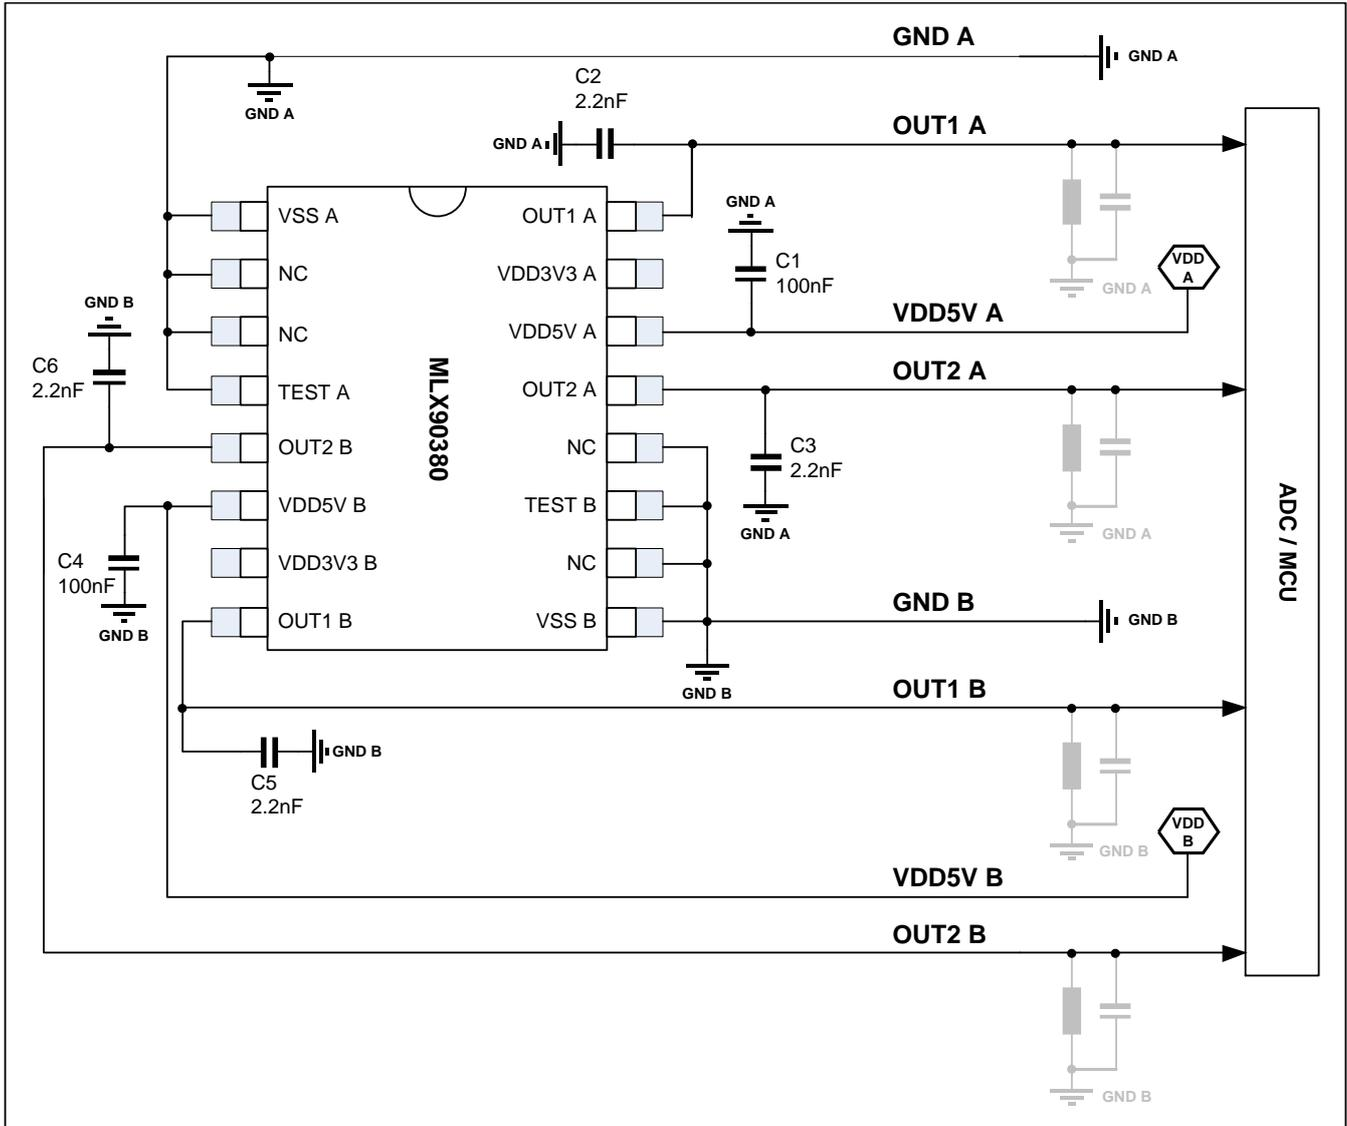 GND A
GND A
GND A
C2
2.2nF
GND A
OUT1 A
GND A
C1
100nF
VDD
A
GND A
VSS A
OUT1 A
NC
VDD3V3 A
VDD5V A
NC
VDD5V A
GND B
C6
2.2nF
MLX90380
OUT2 A
TEST A
OUT2 A
C3
2.2nF
OUT2 B
NC
GND A
GND A
VDD5V B
TEST B
ADC / MCU
C4
100nF
VDD3V3 B
NC
GND B
GND B
OUT1 B
VSS B
GND B
GND B
OUT1 B
GND B
C5
2.2nF
VDD
B
GND B
VDD5V B
OUT2 B
GND B